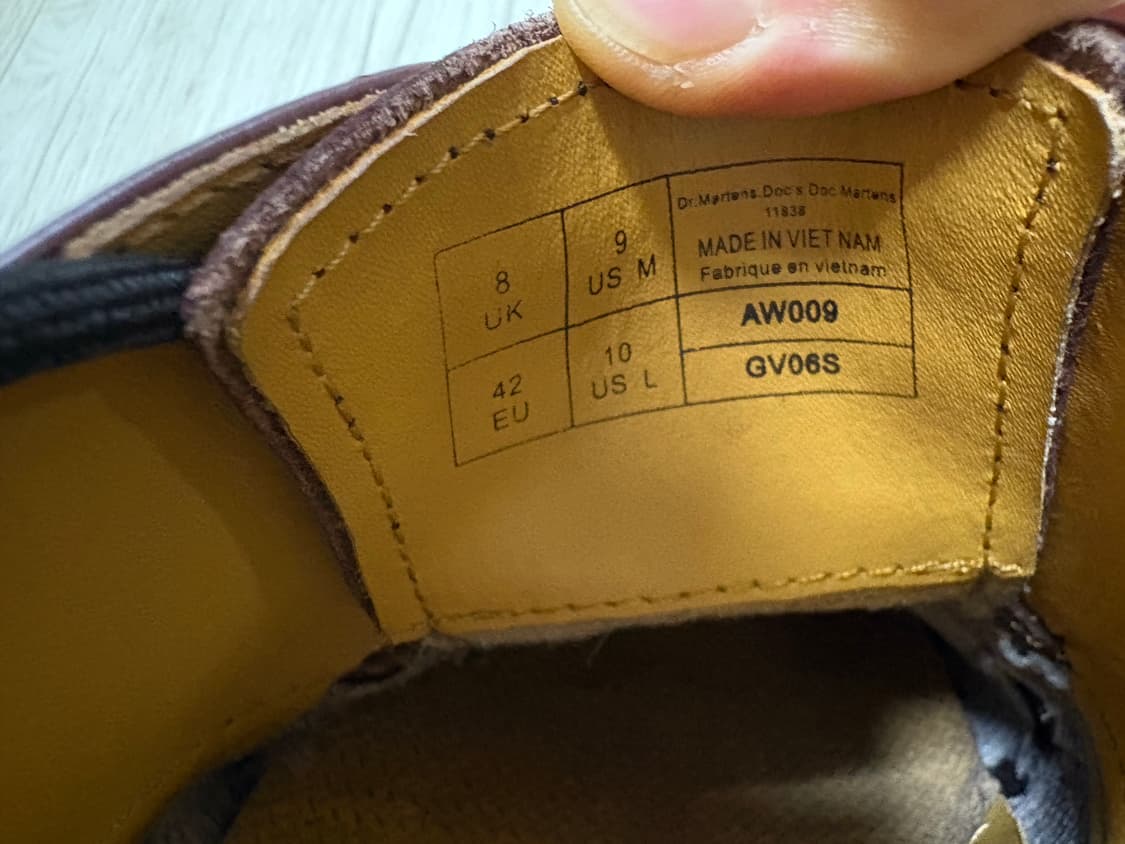 8
UK
9
US M
42
EU
10
US L
Dr.Martens.Doc's Doc Martens
11838
MADE IN VIET NAM
Fabrique en vietnam
AW009
GV06S